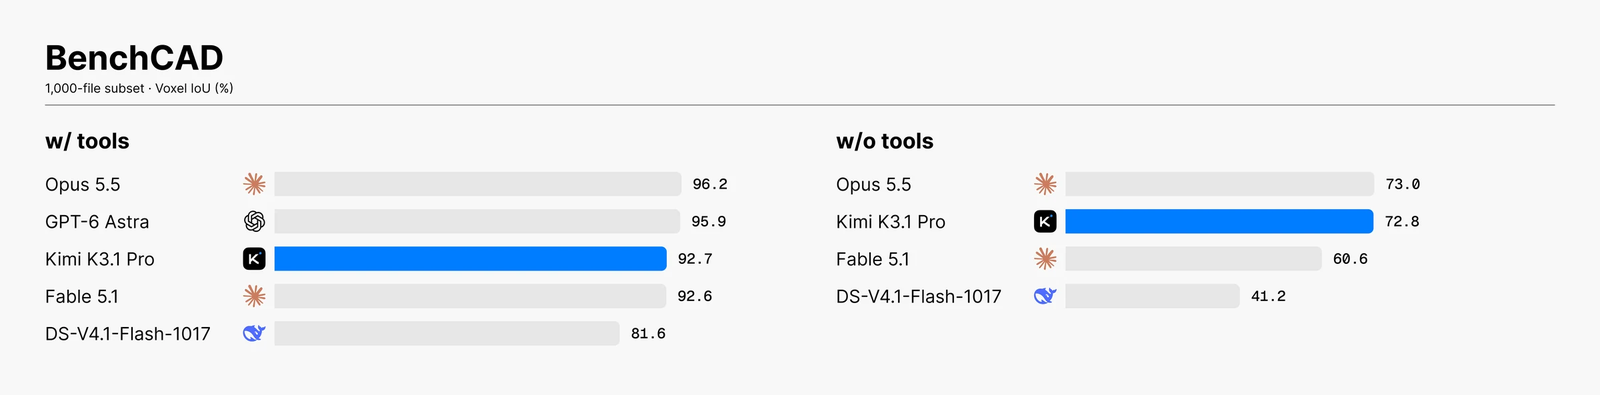 BenchCAD
1,000-file subset · Voxel IoU (%)
w/ tools
Opus 5.5 96.2
GPT-6 Astra 95.9
Kimi K3.1 Pro 92.7
Fable 5.1 92.6
DS-V4.1-Flash-1017 81.6
w/o tools
Opus 5.5 73.0
Kimi K3.1 Pro 72.8
Fable 5.1 60.6
DS-V4.1-Flash-1017 41.2